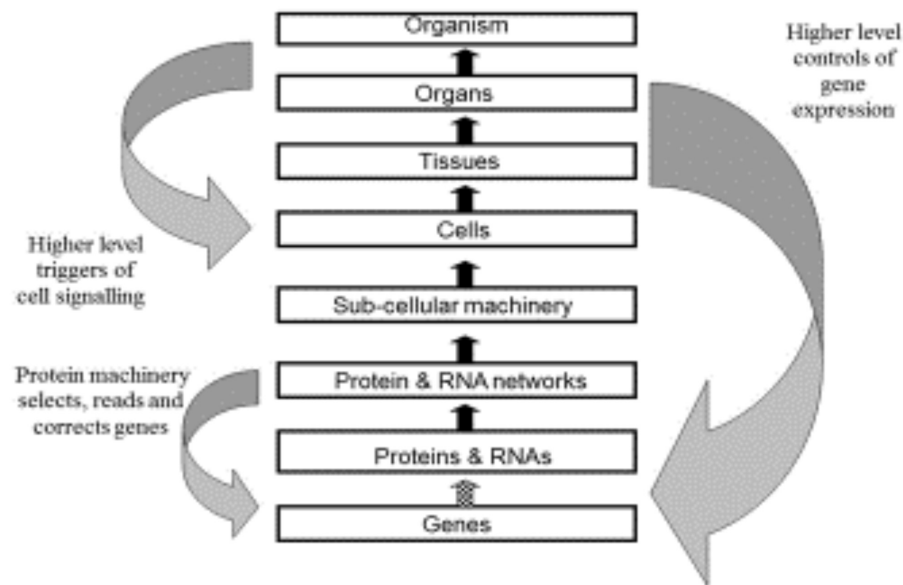 Organism
Organs
Tissues
Cells
Sub-cellular machinery
Protein & RNA networks
Proteins & RNAs
Genes
Higher level
triggers of
cell signalling
Protein machinery
selects, reads and
corrects genes
Higher level
controls of
gene
expression